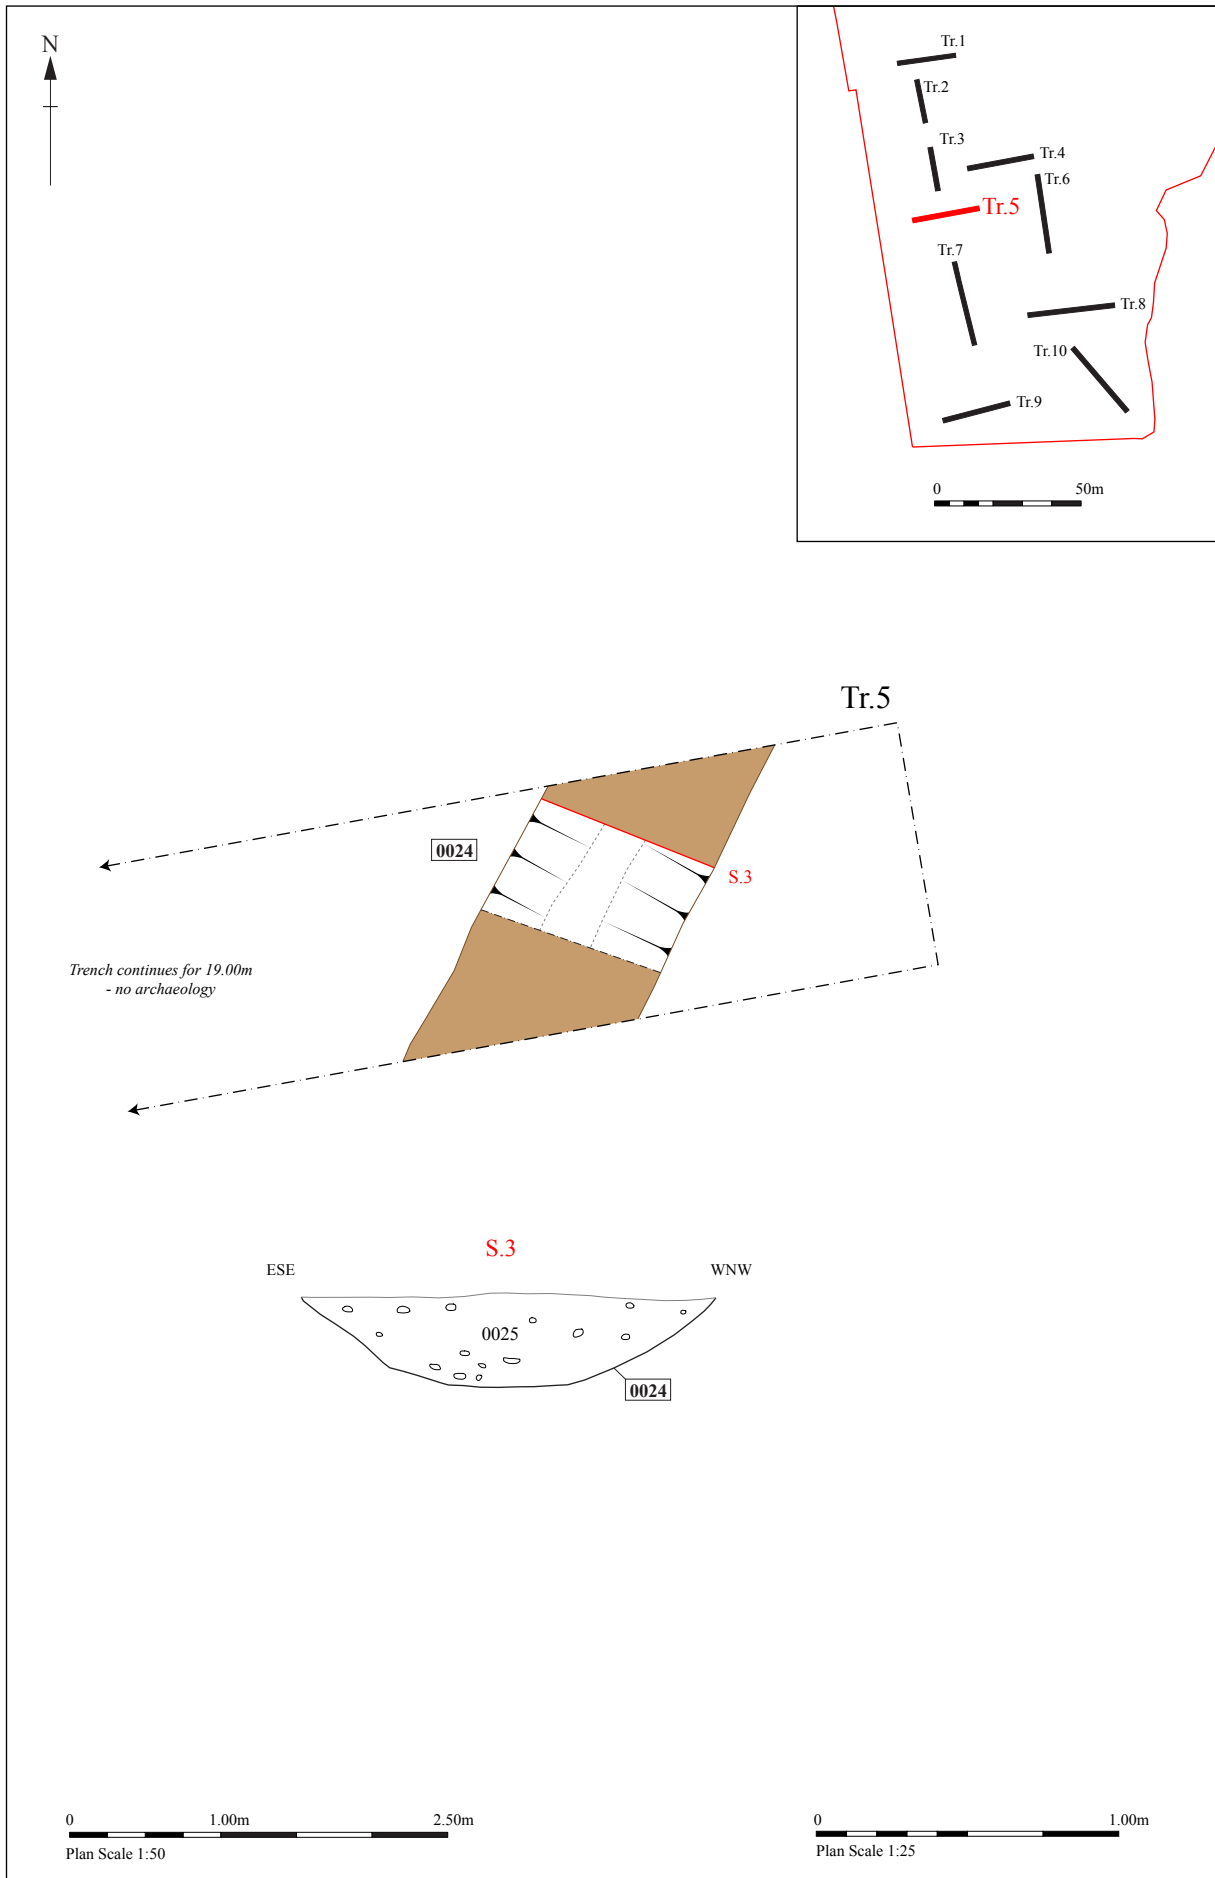 N
Tr.1
Tr.2
Tr.3
Tr.4
Tr.6
Tr.5
Tr.7
Tr.8
Tr.10
Tr.9
0 50m
Tr.5
0024
S.3
Trench continues for 19.00m
- no archaeology
S.3
ESE WNW
0025
0024
0 1.00m 2.50m
Plan Scale 1:50
0 1.00m
Plan Scale 1:25